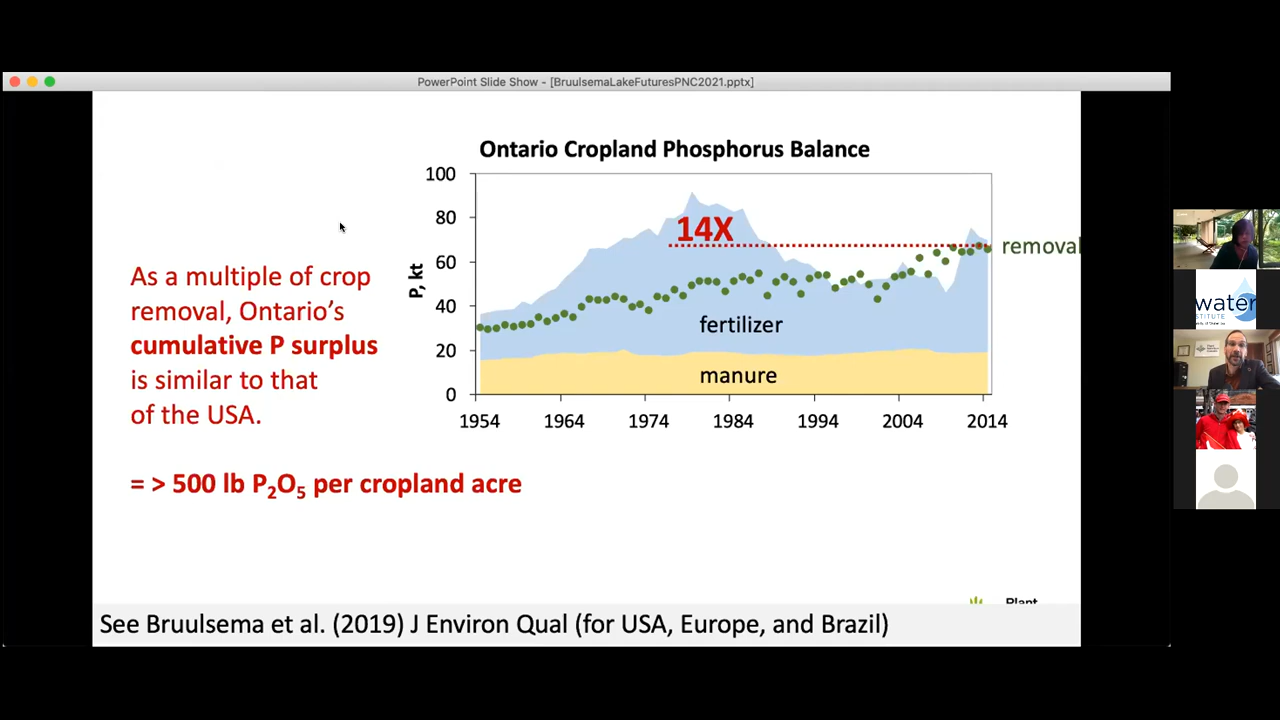 PowerPoint Slide Show - [BruulsemaLakeFuturesPNC2021.pptx]
Ontario Cropland Phosphorus Balance
100
80
60
40
20
0
P, kt
14X
removal
fertilizer
manure
1954 1964 1974 1984 1994 2004 2014
As a multiple of crop
removal, Ontario's
cumulative P surplus
is similar to that
of the USA.
= > 500 lb P₂O₅ per cropland acre
Plant
See Bruulsema et al. (2019) J Environ Qual (for USA, Europe, and Brazil)
water